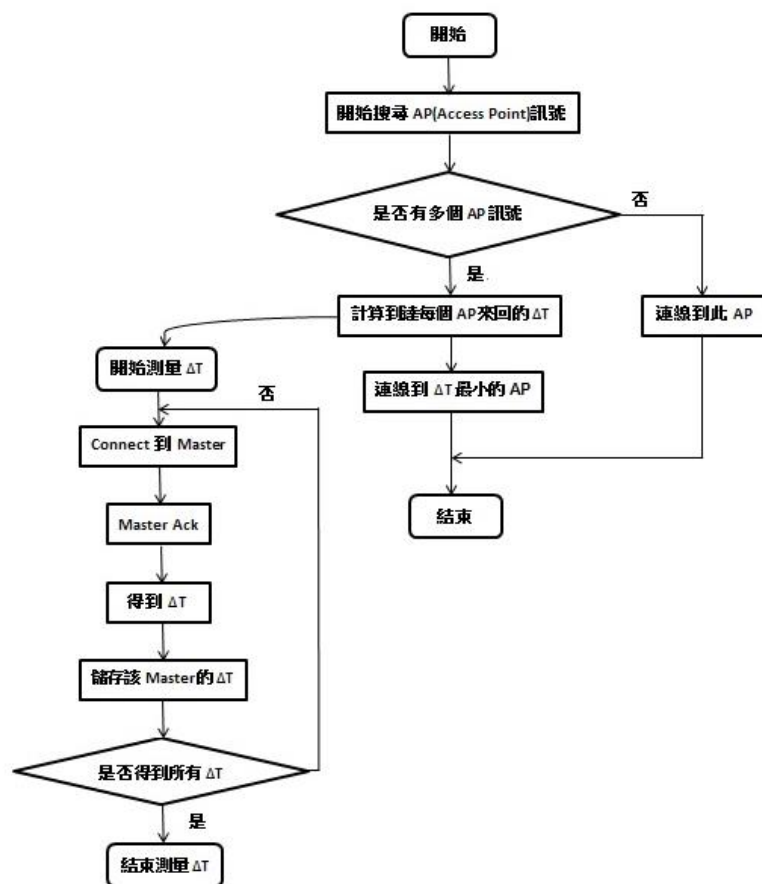 開始
開始搜尋 AP(Access Point)訊號
是否有多個 AP 訊號
否
是
計算到達每個 AP 來回的 ΔT
連線到此 AP
連線到 ΔT 最小的 AP
結束
開始測量 ΔT
否
Connect 到 Master
Master Ack
得到 ΔT
儲存該 Master 的 ΔT
是否得到所有 ΔT
是
結束測量 ΔT